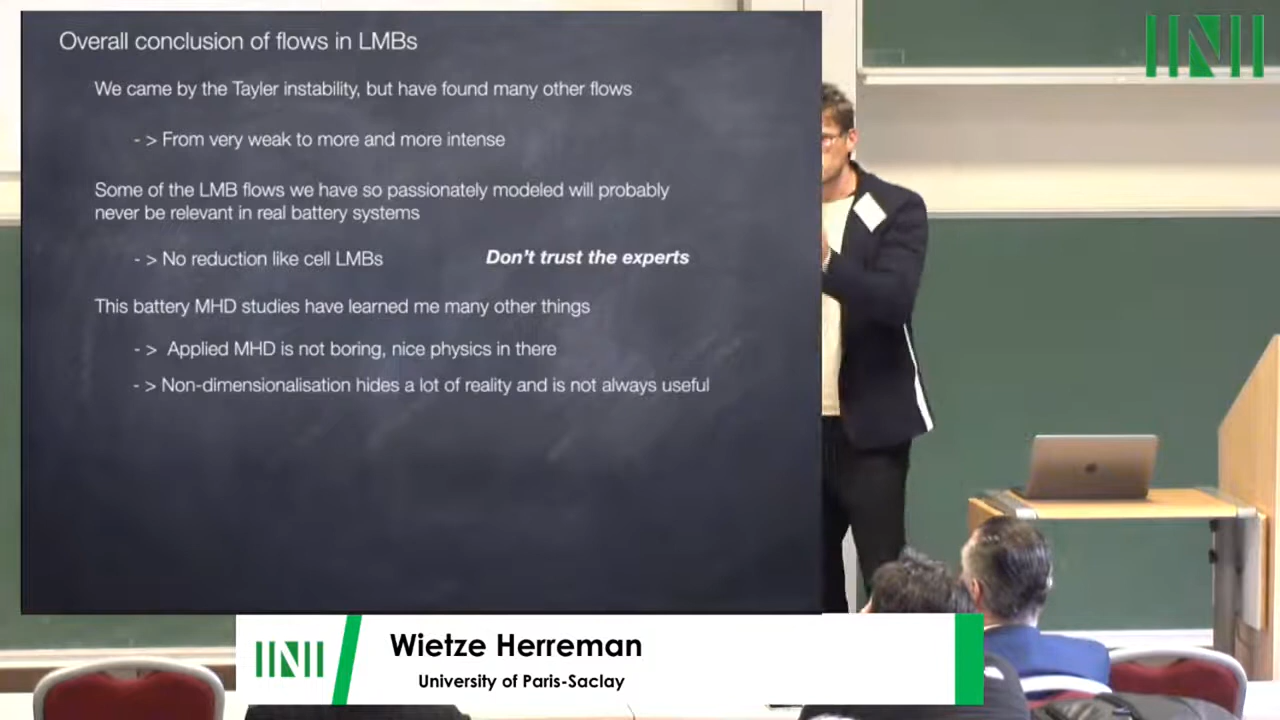 Overall conclusion of flows in LMBs
We came by the Tayler instability, but have found many other flows
- > From very weak to more and more intense
Some of the LMB flows we have so passionately modeled will probably
never be relevant in real battery systems
- > No reduction like cell LMBs
Don't trust the experts
This battery MHD studies have learned me many other things
- > Applied MHD is not boring, nice physics in there
- > Non-dimensionalisation hides a lot of reality and is not always useful
INI
INI
Wietze Herreman
University of Paris-Saclay